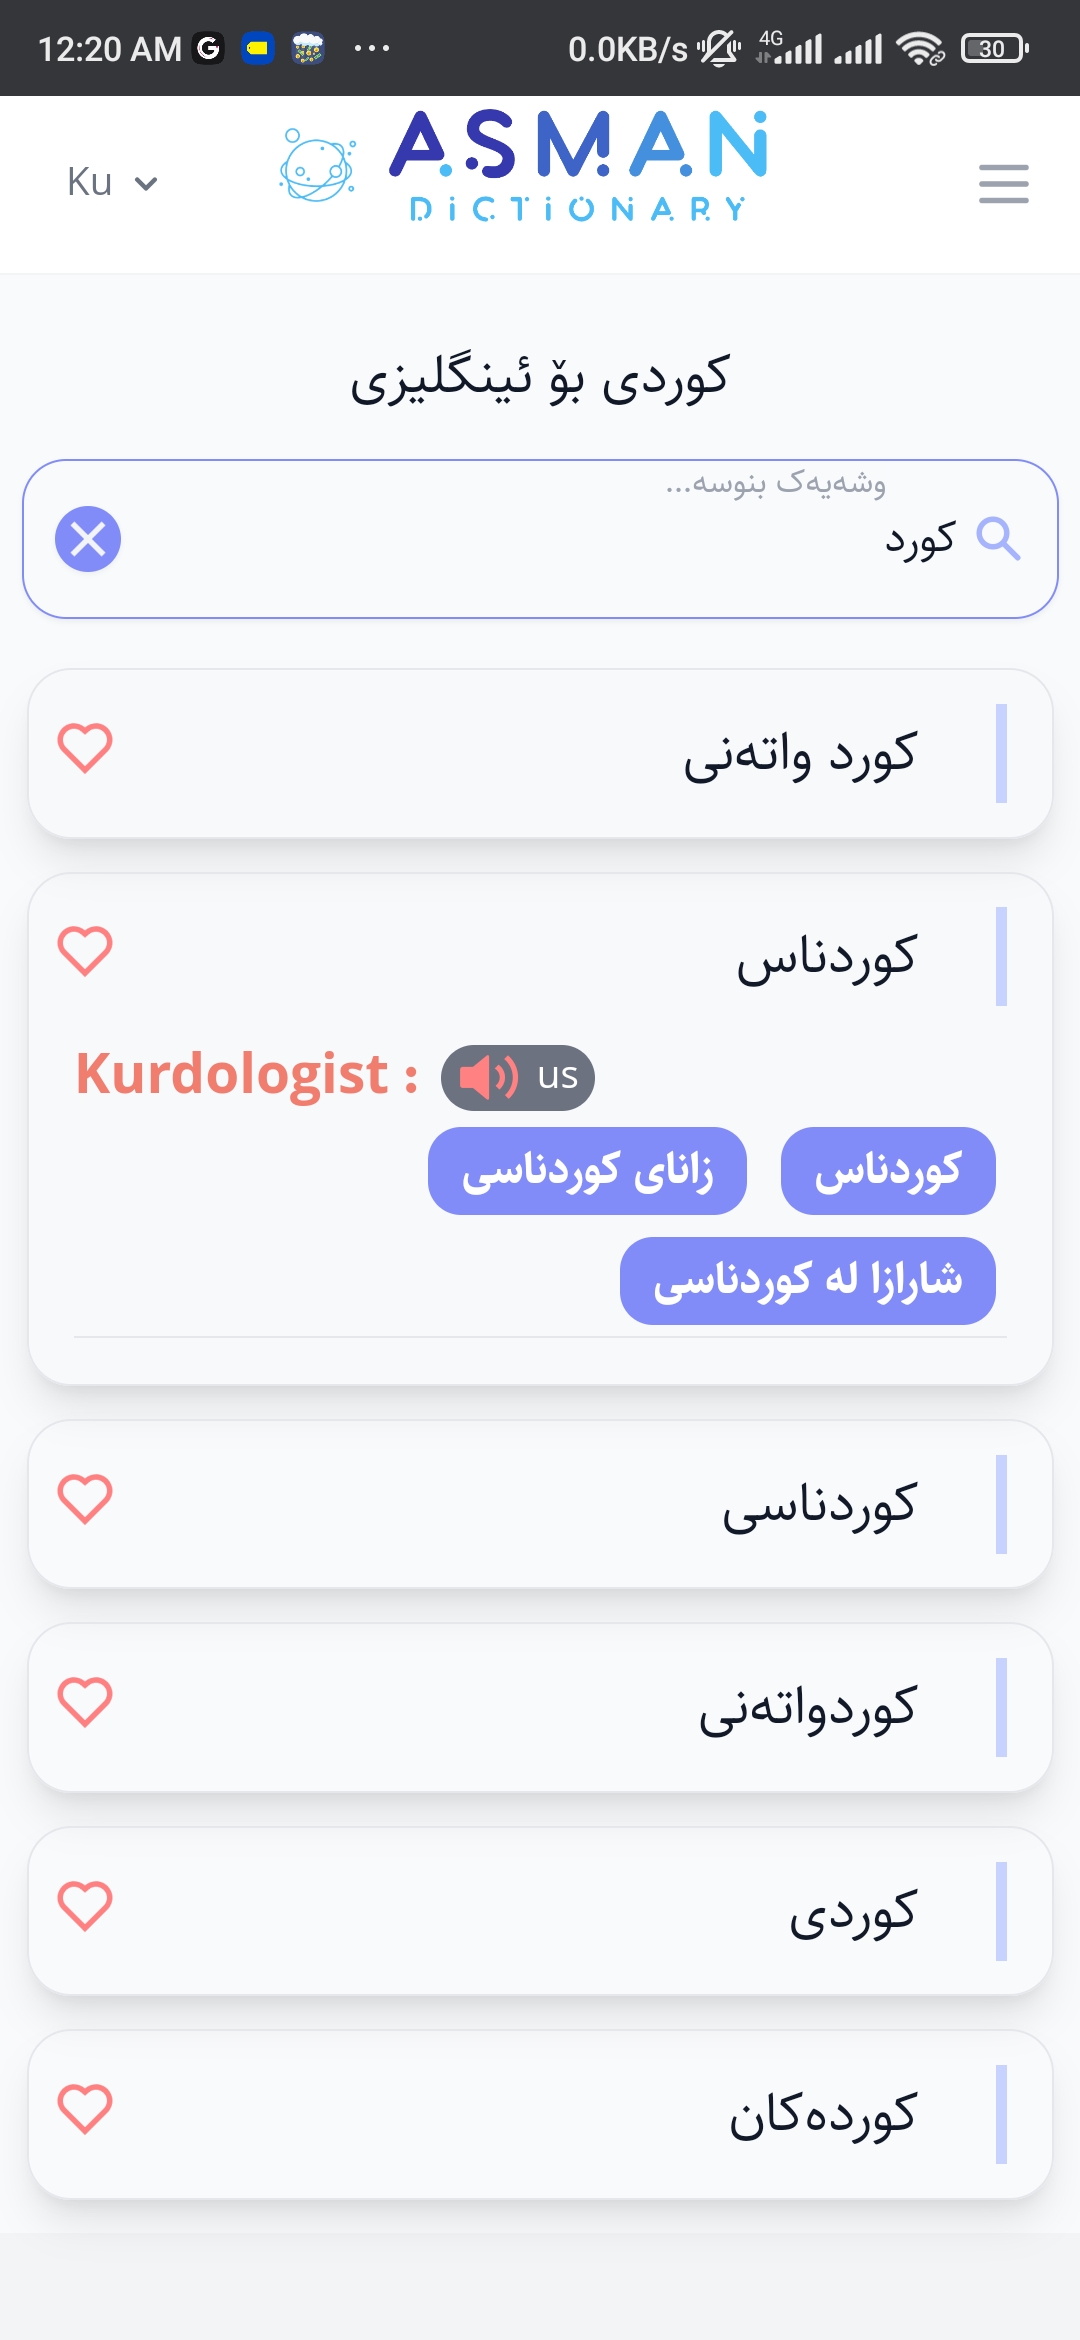 12:20 AM G ... 0.0KB/s 4G 30
Ku
ASMAN
DICTIONARY
کوردی بۆ ئینگلیزی
وشەیەک بنوسە...
کورد
کورد واتەنی
کوردناس
Kurdologist : us
کوردناس زانای کوردناسی
شارازا لە کوردناسی
کوردناسی
کوردواتەنی
کوردی
کوردەکان